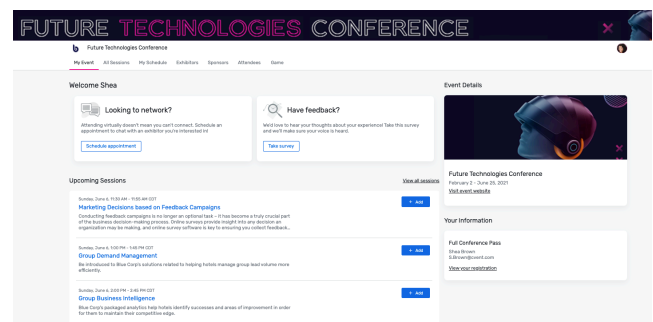 FUTURE TECHNOLOGIES CONFERENCE
b Future Technologies Conference
My Event All Sessions My Schedule Exhibitors Sponsors Attendees Game
Welcome Shea
Looking to network?
Attending virtually doesn't mean you can't connect. Schedule an
appointment to chat with an exhibitor you're interested in!
Schedule appointment
Have feedback?
We'd love to hear your thoughts about your experience! Take this survey
and we'll make sure your voice is heard.
Take survey
Upcoming Sessions
View all sessions
Sunday, June 6, 11:30 AM - 11:55 AM CDT
Marketing Decisions based on Feedback Campaigns
Conducting feedback campaigns is no longer an optional task – it has become a truly crucial part
of the business decision-making process. Online surveys provide insight into any decision an
organization may be making, and online survey software is key to ensuring you collect feedback...
+ Add
Sunday, June 6, 1:00 PM - 1:45 PM CDT
Group Demand Management
Be introduced to Blue Corp's solutions related to helping hotels manage group lead volume more
efficiently.
+ Add
Sunday, June 6, 2:00 PM - 2:45 PM CDT
Group Business Intelligence
Blue Corp's packaged analytics help hotels identify successes and areas of improvement in order
for them to maintain their competitive edge.
+ Add
Event Details
Future Technologies Conference
February 2 - June 25, 2021
Visit event website
Your Information
Full Conference Pass
Shea Brown
S.Brown@cvent.com
View your registration